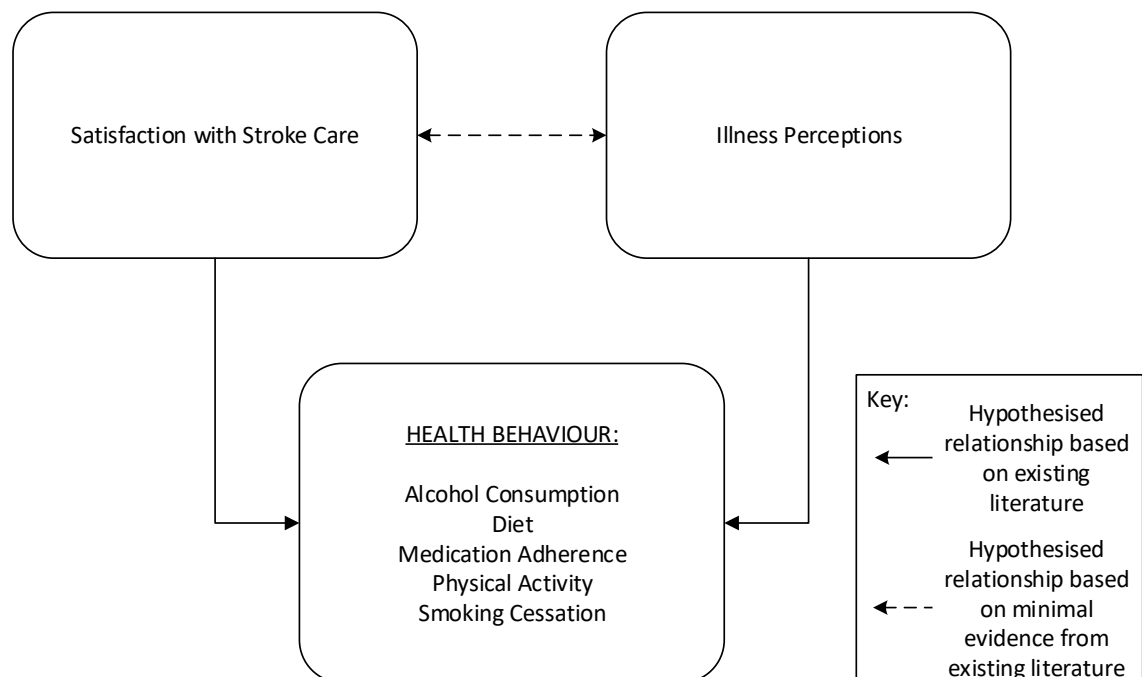 Satisfaction with Stroke Care
Illness Perceptions
HEALTH BEHAVIOUR:
Alcohol Consumption
Diet
Medication Adherence
Physical Activity
Smoking Cessation
Key:
Hypothesised
relationship based
on existing
literature
Hypothesised
relationship based
on minimal
evidence from
existing literature